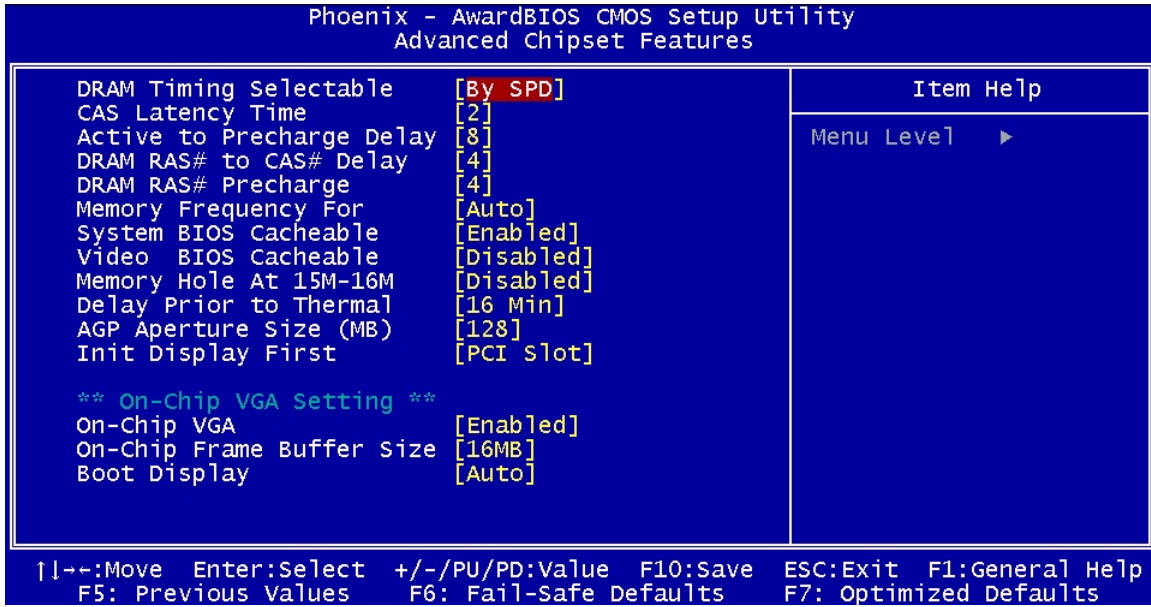 Phoenix - AwardBIOS CMOS Setup Utility
Advanced Chipset Features
DRAM Timing Selectable [By SPD]
CAS Latency Time [2]
Active to Precharge Delay [8]
DRAM RAS# to CAS# Delay [4]
DRAM RAS# Precharge [4]
Memory Frequency For [Auto]
System BIOS Cacheable [Enabled]
Video BIOS Cacheable [Disabled]
Memory Hole At 15M-16M [Disabled]
Delay Prior to Thermal [16 Min]
AGP Aperture Size (MB) [128]
Init Display First [PCI Slot]
** On-Chip VGA Setting **
On-Chip VGA [Enabled]
On-Chip Frame Buffer Size [16MB]
Boot Display [Auto]
Item Help
Menu Level ►
↑↓→←:Move Enter:Select +/-/PU/PD:Value F10:Save ESC:Exit F1:General Help
F5: Previous Values F6: Fail-Safe Defaults F7: Optimized Defaults